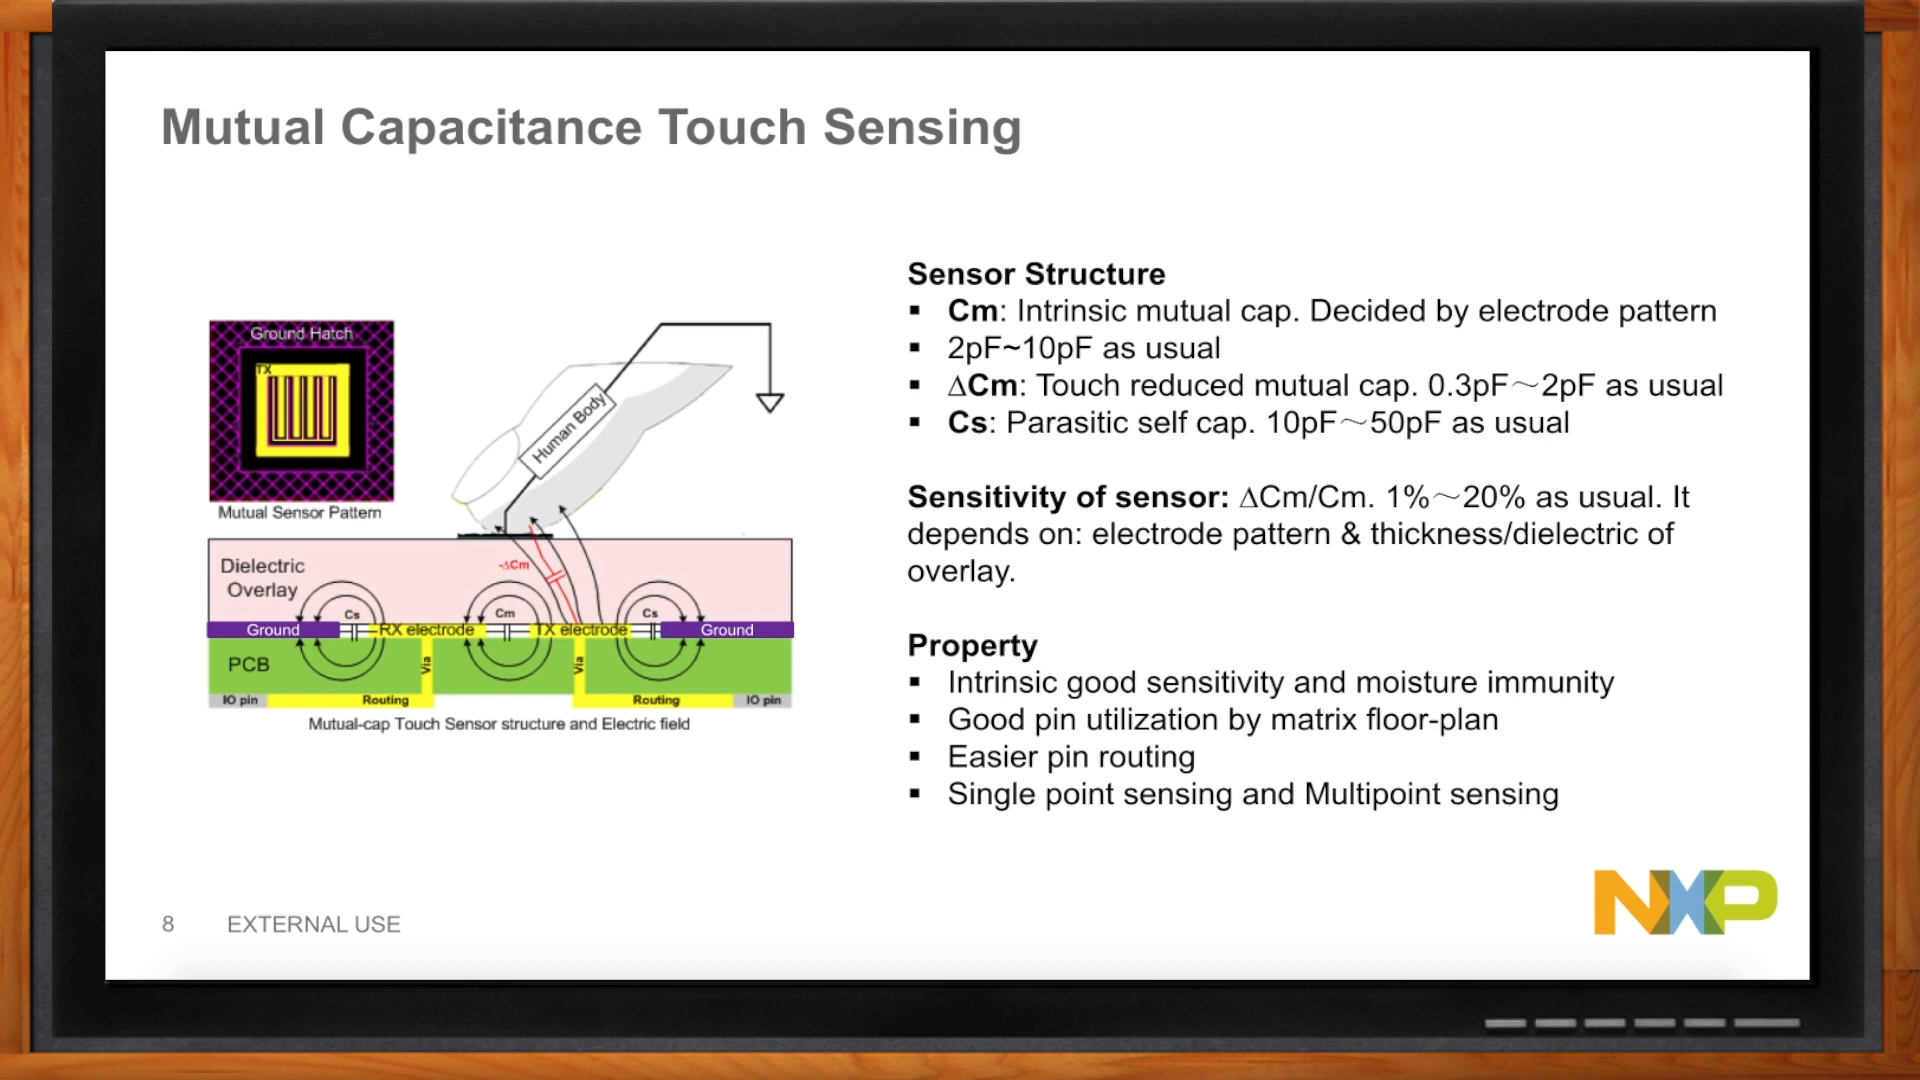 Mutual Capacitance Touch Sensing
Ground Hatch
TX
Mutual Sensor Pattern
Human Body
Dielectric
Overlay
-∆Cm
Cs
Cm
Cs
Ground
RX electrode
TX electrode
Ground
PCB
Via
Via
IO pin
Routing
Routing
IO pin
Mutual-cap Touch Sensor structure and Electric field
Sensor Structure
▪ Cm: Intrinsic mutual cap. Decided by electrode pattern
▪ 2pF~10pF as usual
▪ ∆Cm: Touch reduced mutual cap. 0.3pF～2pF as usual
▪ Cs: Parasitic self cap. 10pF～50pF as usual
Sensitivity of sensor: ∆Cm/Cm. 1%～20% as usual. It
depends on: electrode pattern & thickness/dielectric of
overlay.
Property
▪ Intrinsic good sensitivity and moisture immunity
▪ Good pin utilization by matrix floor-plan
▪ Easier pin routing
▪ Single point sensing and Multipoint sensing
8 EXTERNAL USE
NXP